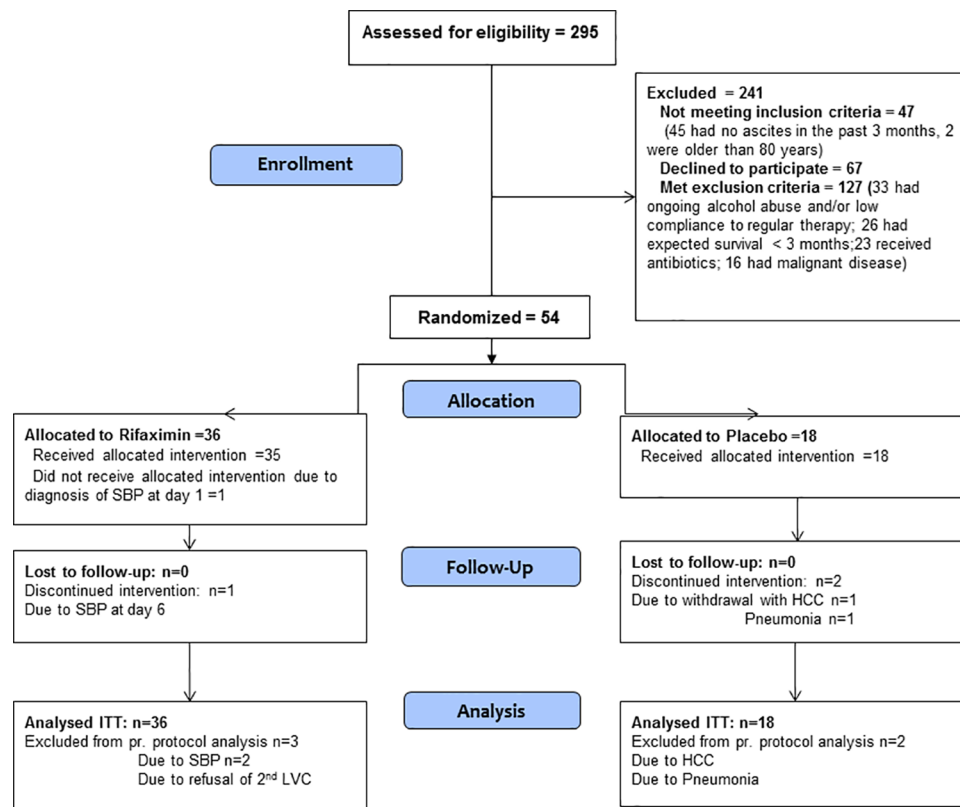 Assessed for eligibility = 295
Excluded = 241
Not meeting inclusion criteria = 47
(45 had no ascites in the past 3 months, 2
were older than 80 years)
Declined to participate = 67
Met exclusion criteria = 127 (33 had
ongoing alcohol abuse and/or low
compliance to regular therapy; 26 had
expected survival < 3 months;23 received
antibiotics; 16 had malignant disease)
Enrollment
Randomized = 54
Allocation
Allocated to Rifaximin =36
Received allocated intervention =35
Did not receive allocated intervention due to
diagnosis of SBP at day 1 =1
Allocated to Placebo =18
Received allocated intervention =18
Follow-Up
Lost to follow-up: n=0
Discontinued intervention: n=1
Due to SBP at day 6
Lost to follow-up: n=0
Discontinued intervention: n=2
Due to withdrawal with HCC n=1
Pneumonia n=1
Analysis
Analysed ITT: n=36
Excluded from pr. protocol analysis n=3
Due to SBP n=2
Due to refusal of 2nd LVC
Analysed ITT: n=18
Excluded from pr. protocol analysis n=2
Due to HCC
Due to Pneumonia